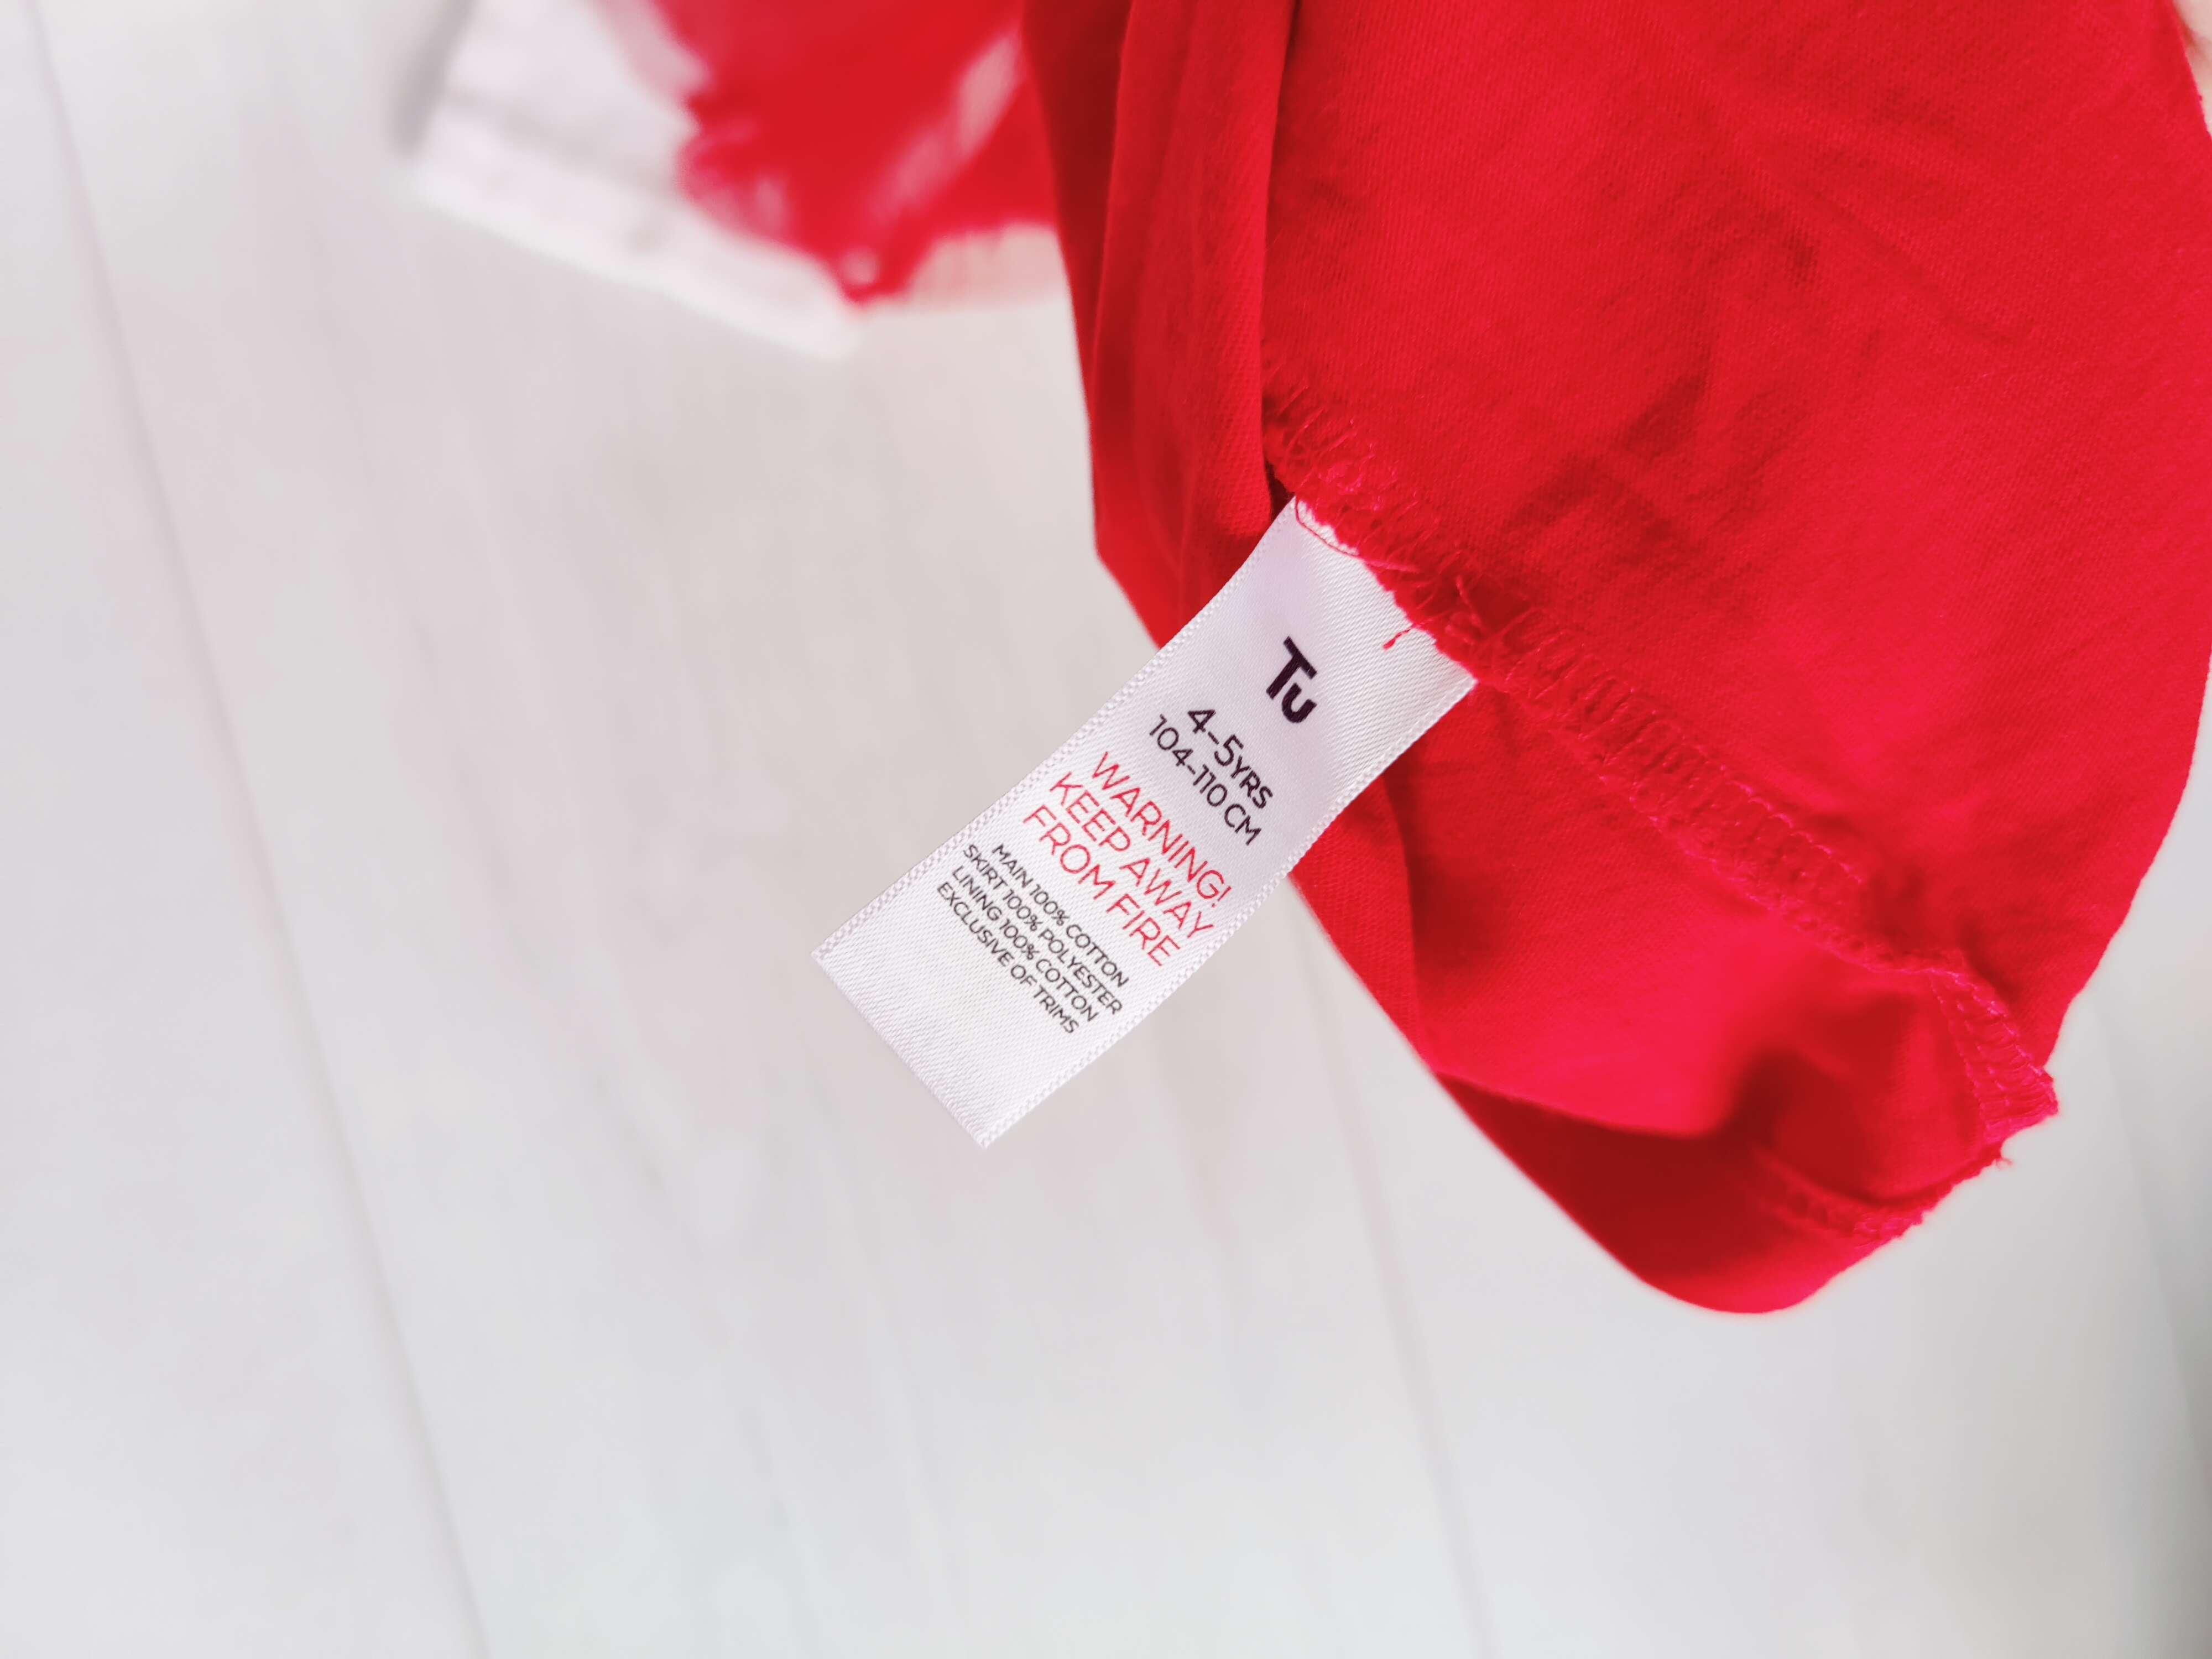 Tu
4-5YRS
104-110 CM
WARNING!
KEEP AWAY
FROM FIRE
MAIN 100% COTTON
SKIRT 100% POLYESTER
LINING 100% COTTON
EXCLUSIVE OF TRIMS